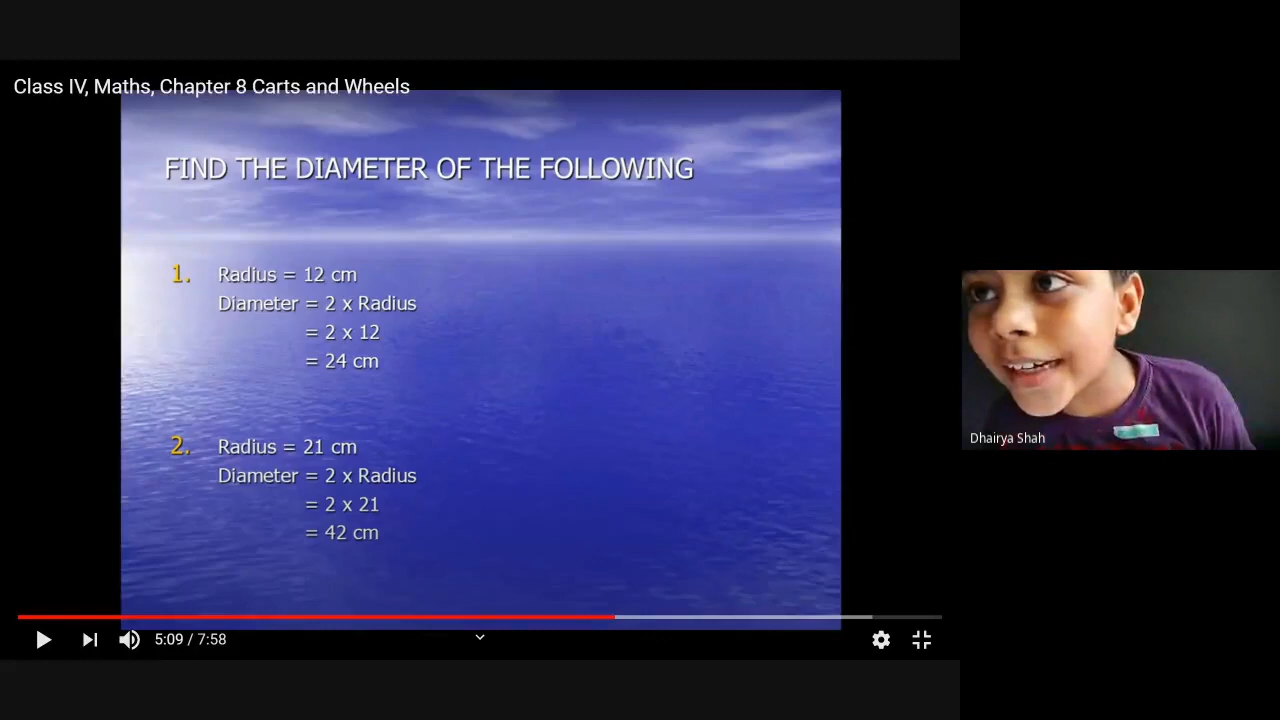 Class IV, Maths, Chapter 8 Carts and Wheels
FIND THE DIAMETER OF THE FOLLOWING
1. Radius = 12 cm
Diameter = 2 x Radius
= 2 x 12
= 24 cm
2. Radius = 21 cm
Diameter = 2 x Radius
= 2 x 21
= 42 cm
Dhairya Shah
5:09 / 7:58